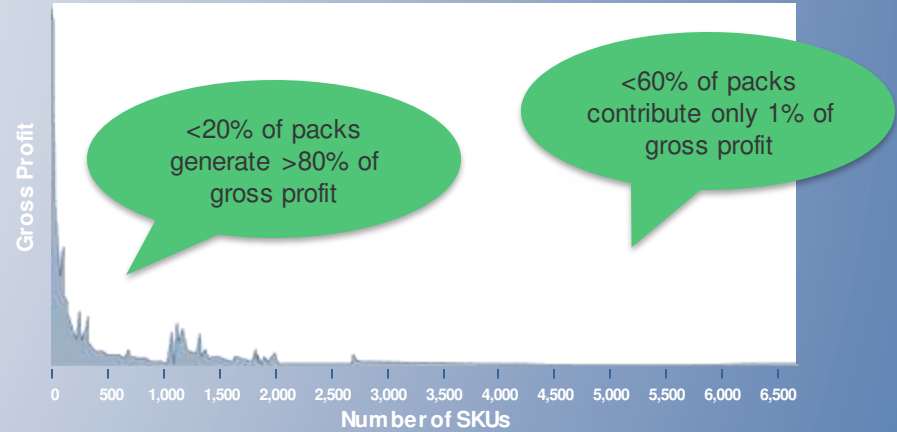 Gross Profit
<20% of packs
generate >80% of
gross profit
<60% of packs
contribute only 1% of
gross profit
0 500 1,000 1,500 2,000 2,500 3,000 3,500 4,000 4,500 5,000 5,500 6,000 6,500
Number of SKUs